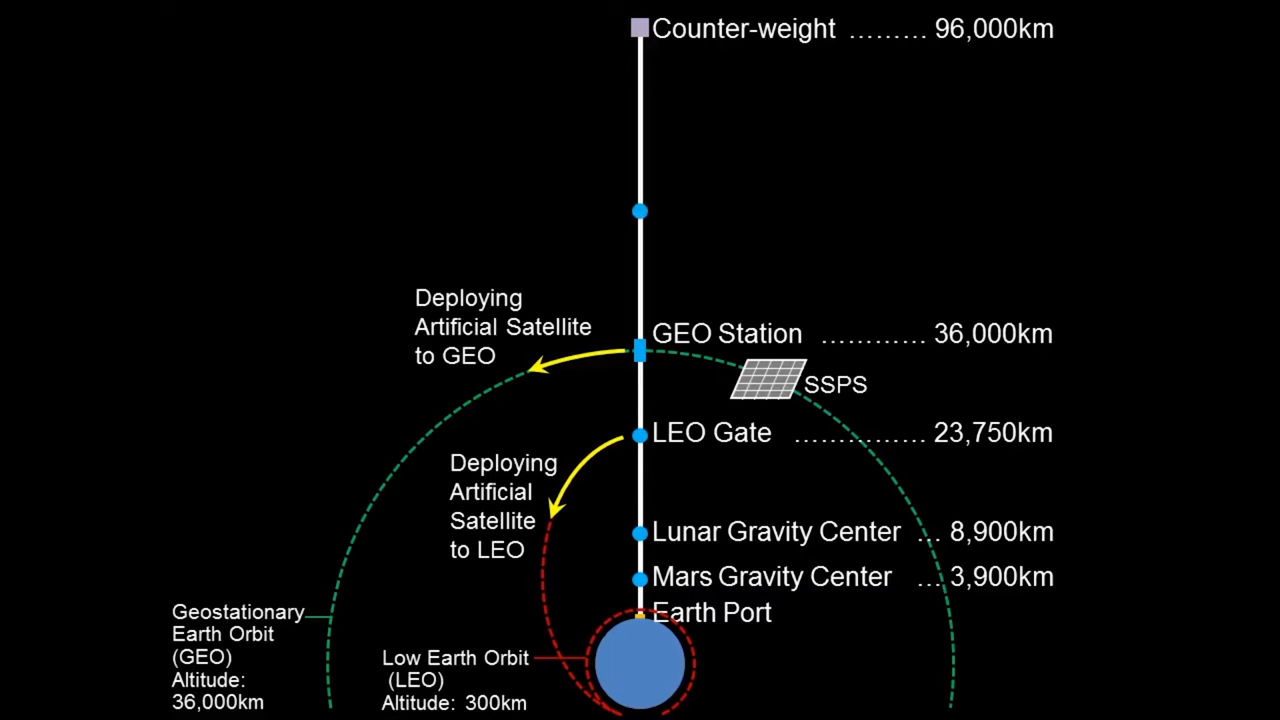 Counter-weight ......... 96,000km
Deploying
Artificial Satellite
to GEO
GEO Station ............ 36,000km
SSPS
LEO Gate ............... 23,750km
Deploying
Artificial
Satellite
to LEO
Lunar Gravity Center ... 8,900km
Mars Gravity Center ... 3,900km
Earth Port
Geostationary
Earth Orbit
(GEO)
Altitude:
36,000km
Low Earth Orbit
(LEO)
Altitude: 300km